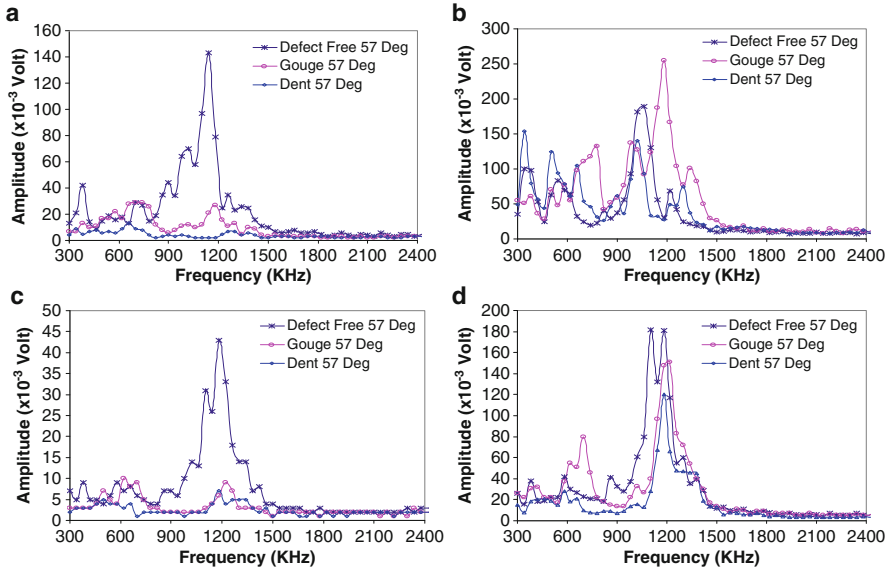 a
160
140
120
100
80
60
40
20
0
Amplitude (x10⁻³ Volt)
Defect Free 57 Deg
Gouge 57 Deg
Dent 57 Deg
300 600 900 1200 1500 1800 2100 2400
Frequency (KHz)
b
300
250
200
150
100
50
0
Amplitude (x10⁻³ Volt)
Defect Free 57 Deg
Gouge 57 Deg
Dent 57 Deg
300 600 900 1200 1500 1800 2100 2400
Frequency (KHz)
c
50
45
40
35
30
25
20
15
10
5
0
Amplitude (x10⁻³ Volt)
Defect Free 57 Deg
Gouge 57 Deg
Dent 57 Deg
300 600 900 1200 1500 1800 2100 2400
Frequency (KHz)
d
200
180
160
140
120
100
80
60
40
20
0
Amplitude (x10⁻³ Volt)
Defect Free 57 Deg
Gouge 57 Deg
Dent 57 Deg
300 600 900 1200 1500 1800 2100 2400
Frequency (KHz)